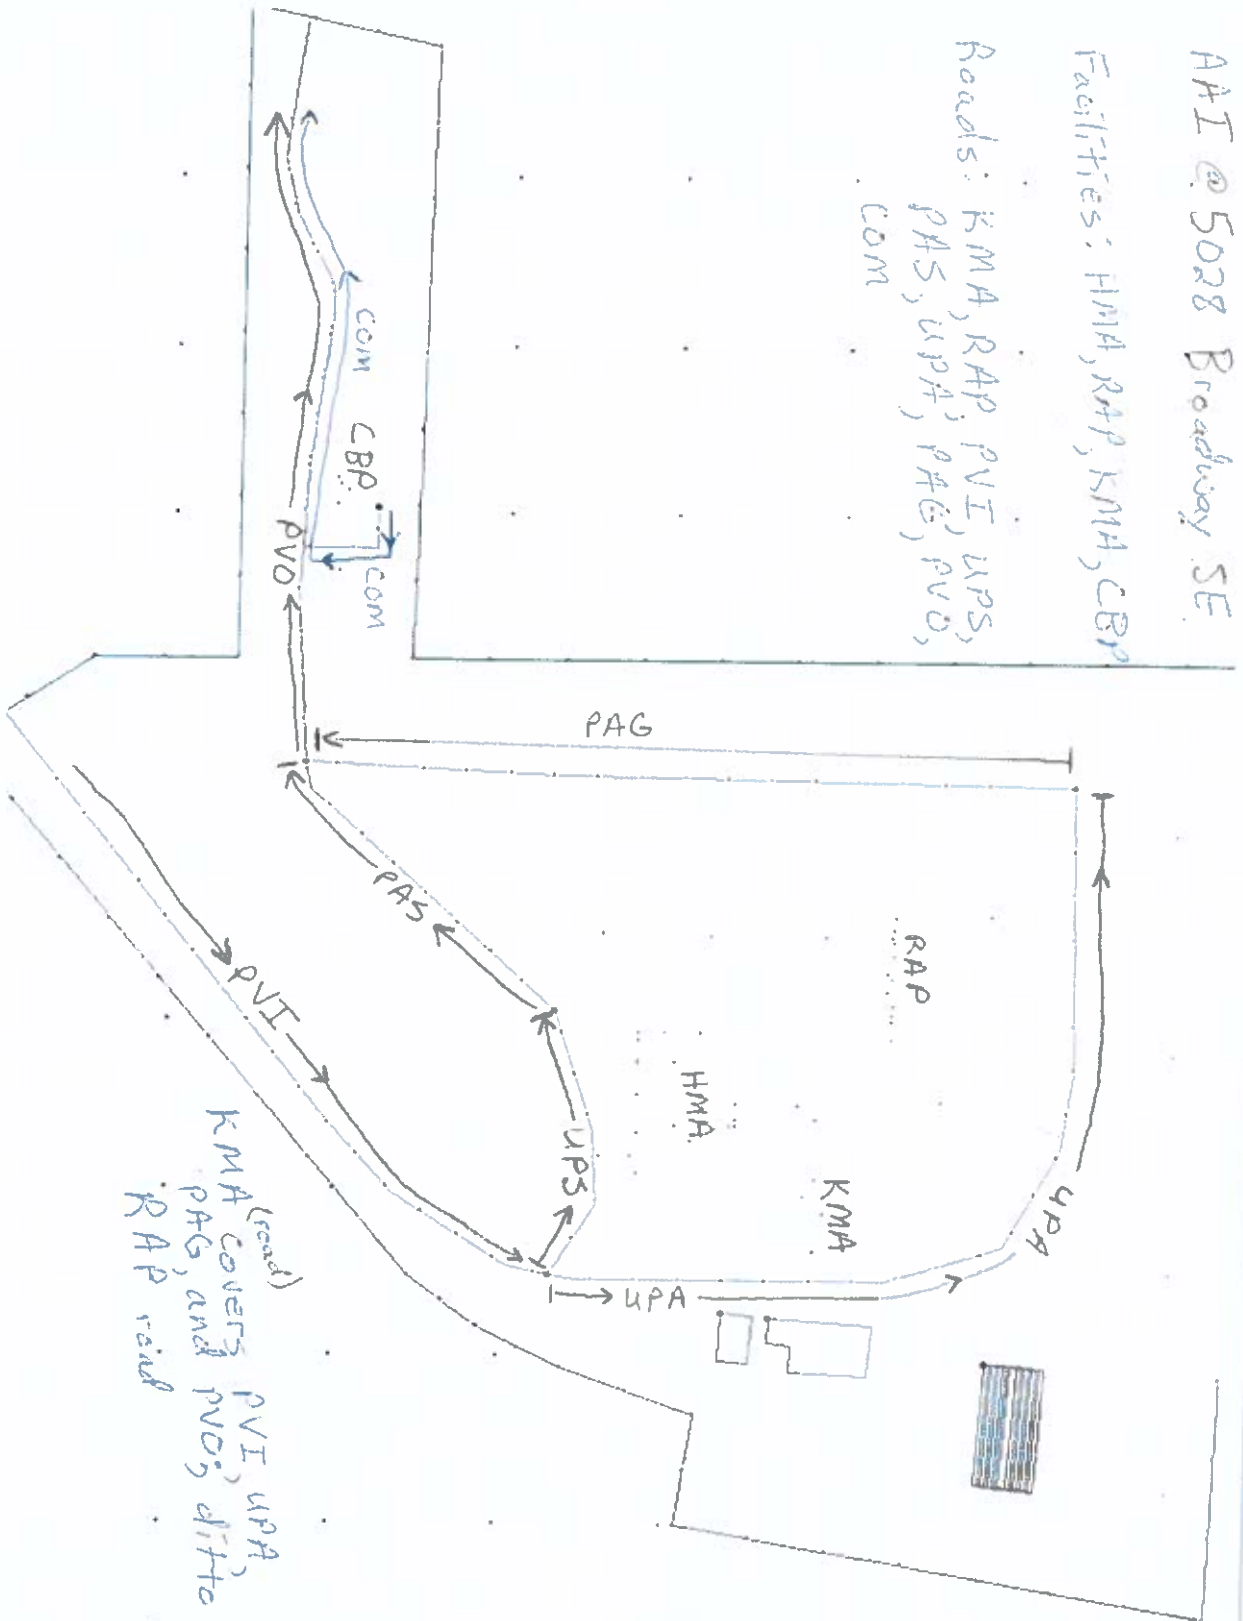 AAI @ 5028 Broadway SE
Facilities: HMA, RAP, KMA, CBP
Roads: KMA, RAP, PVI, UPS,
PAS, UPA, PAG, PVO,
COM
COM
CBP
COM
PVO
PAG
PAS
RAP
PVI
HMA
UPS
KMA
UPA
UPA
(road)
KMA covers PVI, UPA,
PAG, and PVO; ditto
RAP road